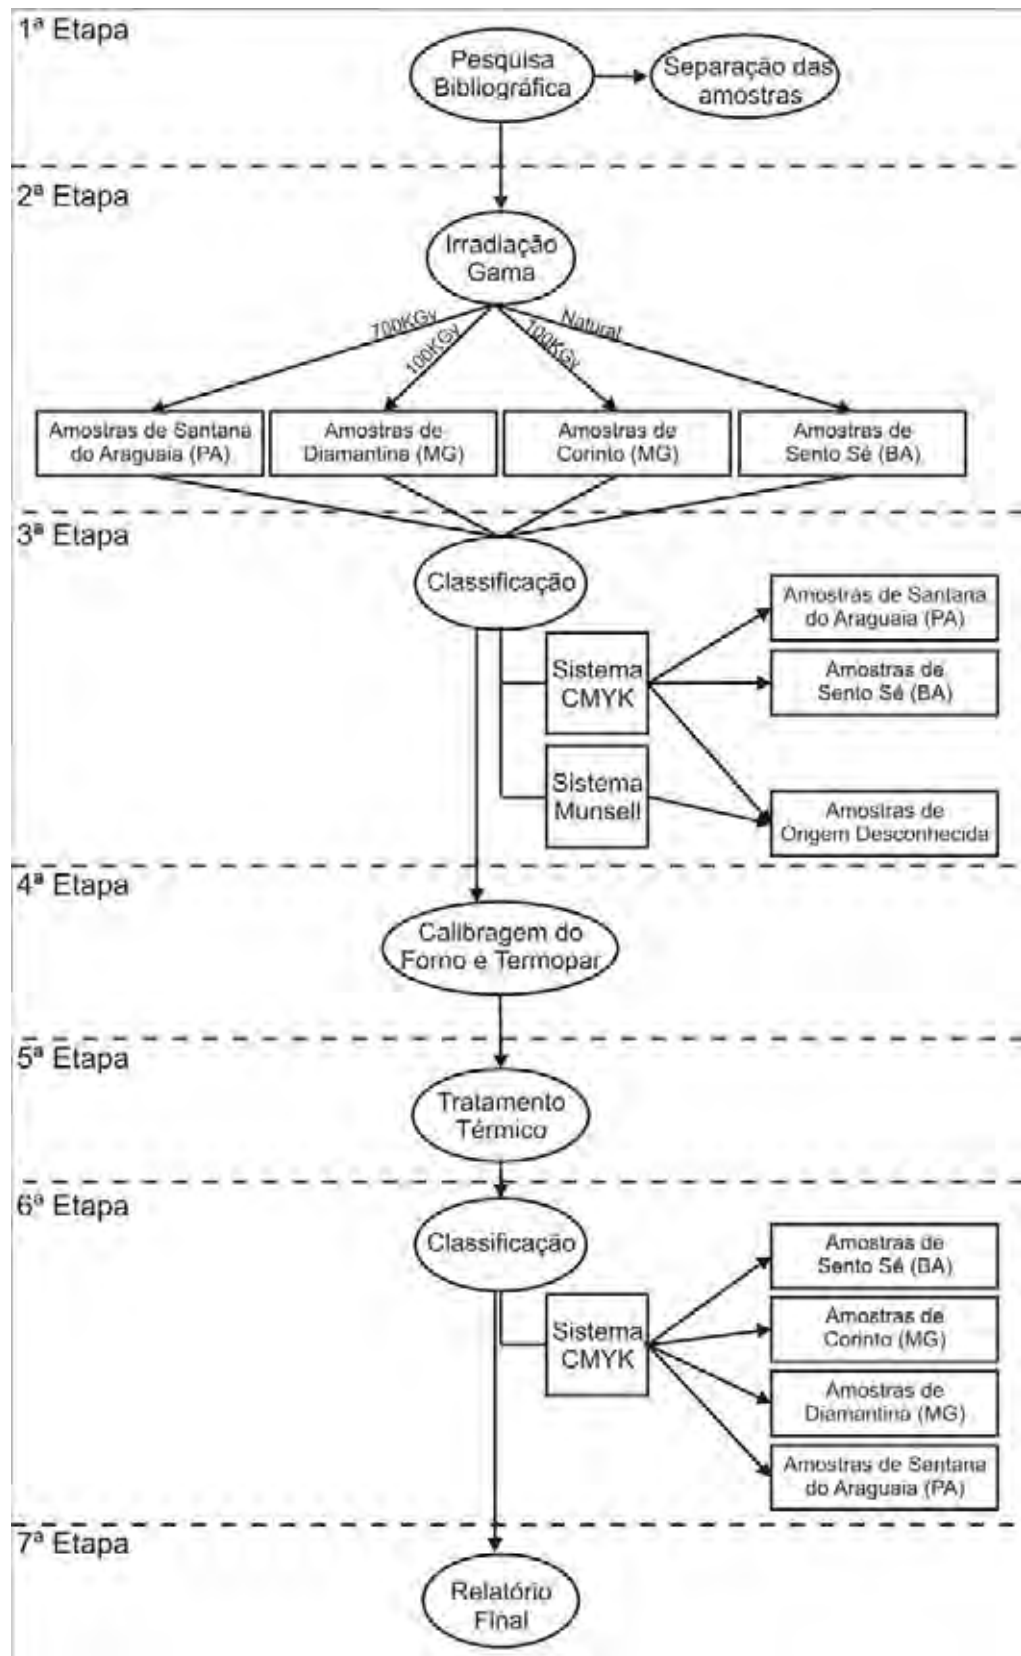 1ª Etapa
Pesquisa
Bibliográfica
Separação das
amostras
2ª Etapa
Irradiação
Gama
700KGy
100KGy
100KGy
Natural
Amostras de Santana
do Araguaia (PA)
Amostras de
Diamantina (MG)
Amostras de
Corinto (MG)
Amostras de
Sento Sé (BA)
3ª Etapa
Classificação
Sistema
CMYK
Amostras de Santana
do Araguaia (PA)
Amostras de
Sento Sé (BA)
Sistema
Munsell
Amostras de
Origem Desconhecida
4ª Etapa
Calibragem do
Forno e Termopar
5ª Etapa
Tratamento
Térmico
6ª Etapa
Classificação
Sistema
CMYK
Amostras de
Sento Sé (BA)
Amostras de
Corinto (MG)
Amostras de
Diamantina (MG)
Amostras de Santana
do Araguaia (PA)
7ª Etapa
Relatório
Final